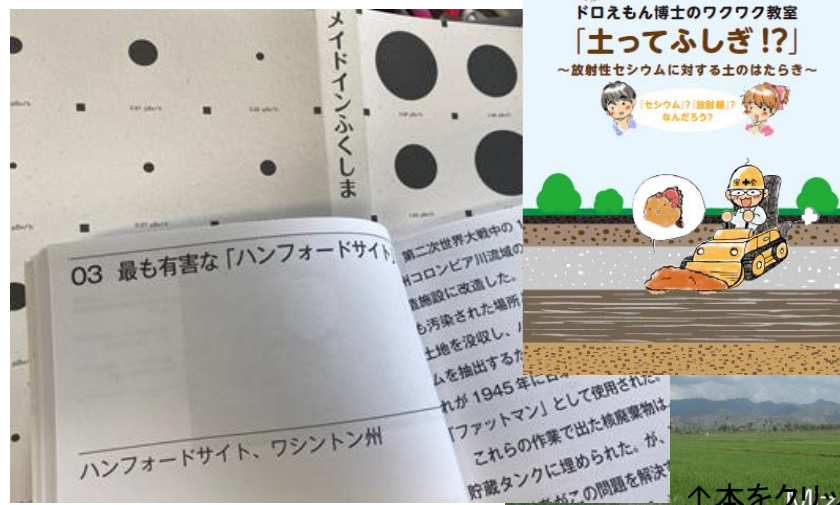 メイドインふくしま
03 最も有害な「ハンフォードサイト
ハンフォードサイト、ワシントン州
第二次世界大戦中の
州コロンビア川流域の
造施設に改造した。
も汚染された場所
土地を没収し、
ムを抽出するた
れが1945年に日本
「ファットマン」として使用された。
これらの作業で出た核廃棄物は
貯蔵タンクに埋められた。が、
がこの問題を解決
ドロえもん博士のワクワク教室
「土ってふしぎ!?」
～放射性セシウムに対する土のはたらき～
「セシウム」?「放射線」?
なんだろう?
↑本をクリッ